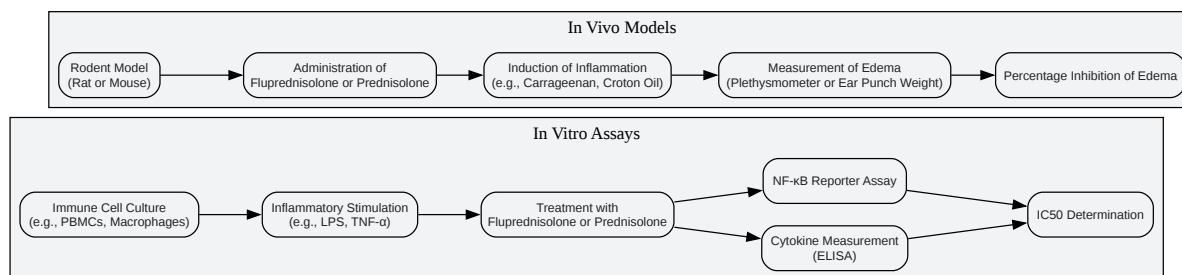 In Vivo Models
Rodent Model
(Rat or Mouse)
Administration of
Fluprednisolone or Prednisolone
Induction of Inflammation
(e.g., Carrageenan, Croton Oil)
Measurement of Edema
(Plethysmometer or Ear Punch Weight)
Percentage Inhibition of Edema
In Vitro Assays
Immune Cell Culture
(e.g., PBMCs, Macrophages)
Inflammatory Stimulation
(e.g., LPS, TNF-α)
Treatment with
Fluprednisolone or Prednisolone
NF-κB Reporter Assay
Cytokine Measurement
(ELISA)
IC50 Determination